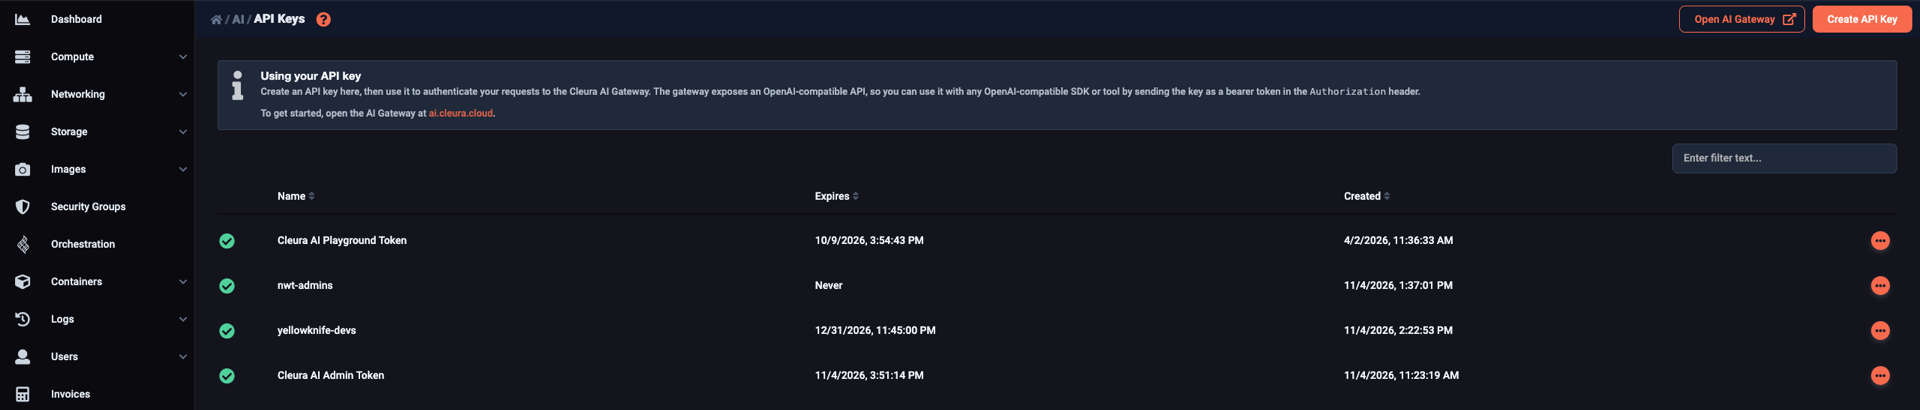 Dashboard
Compute
Networking
Storage
Images
Security Groups
Orchestration
Containers
Logs
Users
Invoices
/ AI / API Keys ?
Open AI Gateway
Create API Key
Using your API key
Create an API key here, then use it to authenticate your requests to the Cleura AI Gateway. The gateway exposes an OpenAI-compatible API, so you can use it with any OpenAI-compatible SDK or tool by sending the key as a bearer token in the Authorization header.
To get started, open the AI Gateway at ai.cleura.cloud.
Enter filter text...
Name Expires Created
Cleura AI Playground Token 10/9/2026, 3:54:43 PM 4/2/2026, 11:36:33 AM
nwt-admins Never 11/4/2026, 1:37:01 PM
yellowknife-devs 12/31/2026, 11:45:00 PM 11/4/2026, 2:22:53 PM
Cleura AI Admin Token 11/4/2026, 3:51:14 PM 11/4/2026, 11:23:19 AM